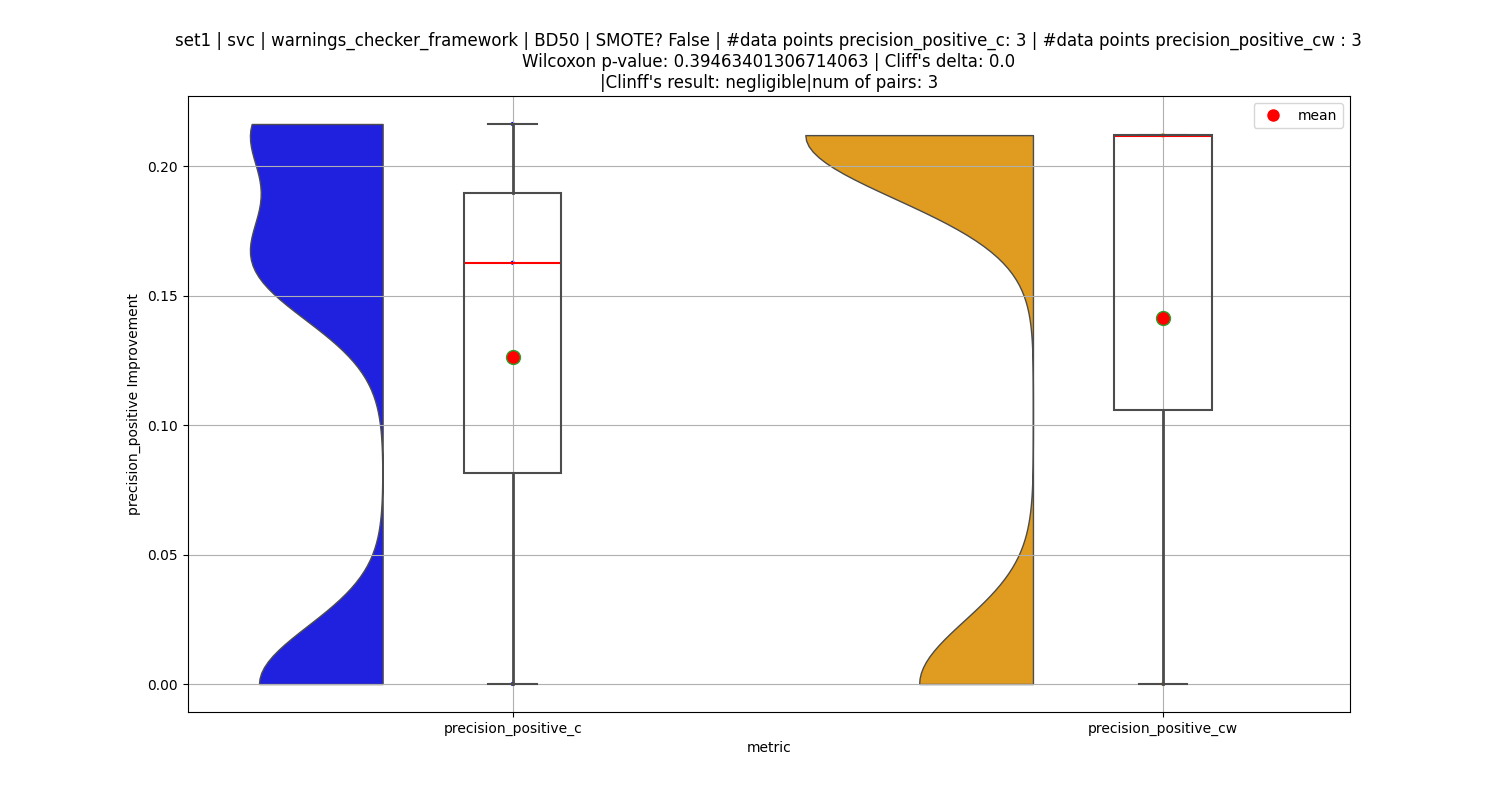 set1 | svc | warnings_checker_framework | BD50 | SMOTE? False | #data points precision_positive_c: 3 | #data points precision_positive_cw : 3
Wilcoxon p-value: 0.39463401306714063 | Cliff's delta: 0.0
|Clinff's result: negligible|num of pairs: 3
mean
precision_positive Improvement
0.20
0.15
0.10
0.05
0.00
precision_positive_c
precision_positive_cw
metric